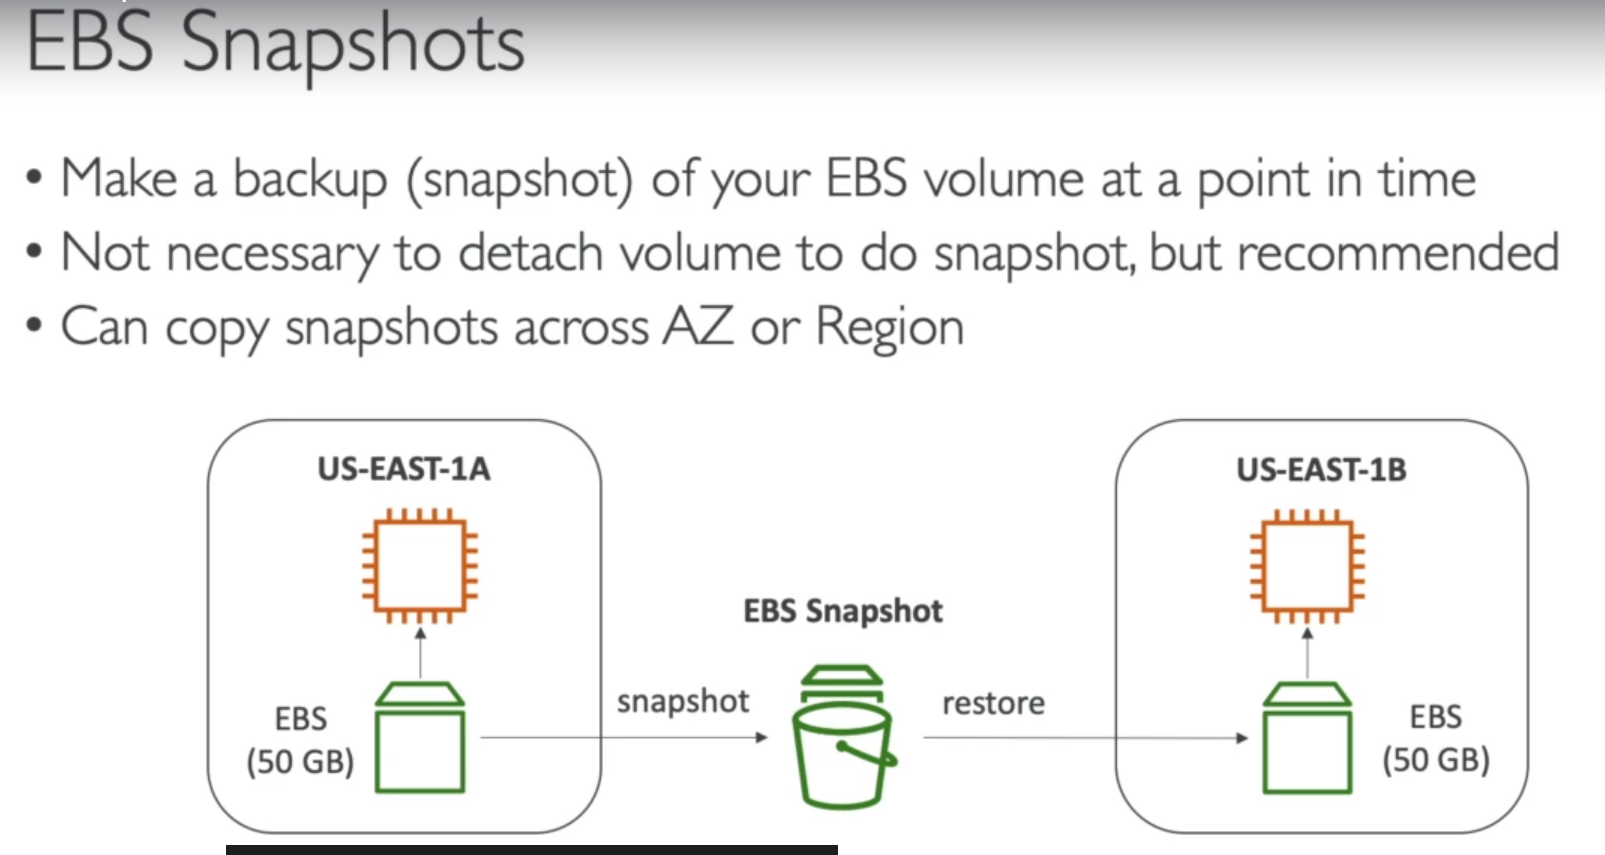 EBS Snapshots
• Make a backup (snapshot) of your EBS volume at a point in time
• Not necessary to detach volume to do snapshot, but recommended
• Can copy snapshots across AZ or Region
US-EAST-1A
EBS
(50 GB)
snapshot
EBS Snapshot
restore
US-EAST-1B
EBS
(50 GB)